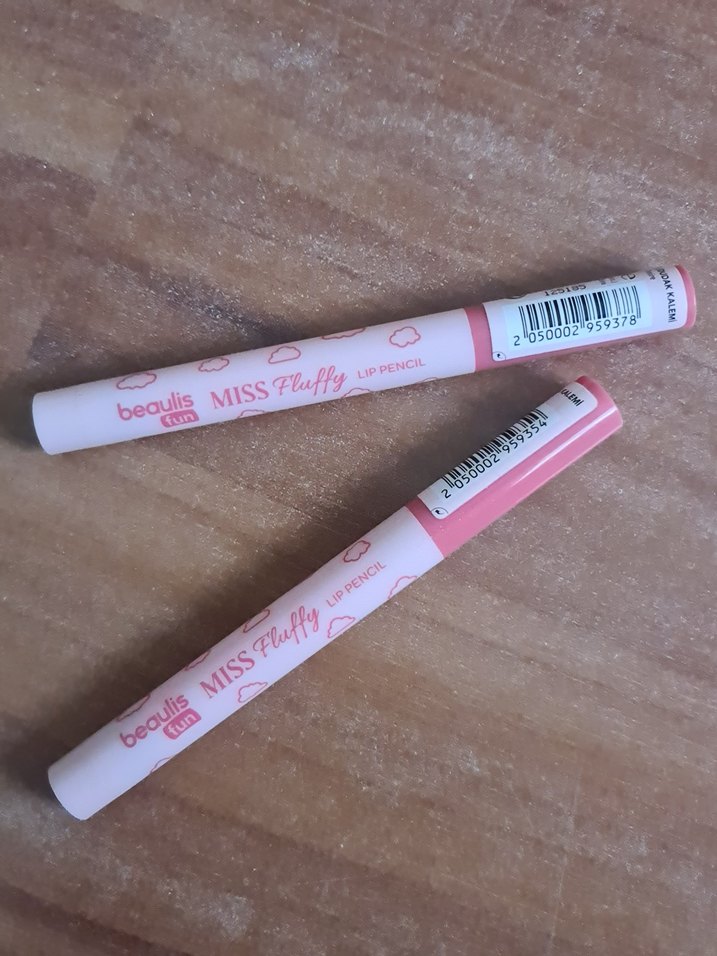 beaulis
fun
MISS Fluffy LIP PENCIL
DUDAK KALEMİ
125185
2 050002 959378
beaulis
fun
MISS Fluffy LIP PENCIL
KALEMİ
2 050002 959354